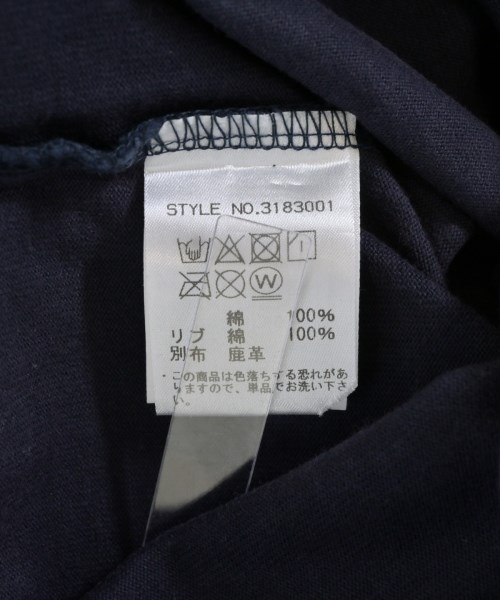 STYLE NO.3183001
W
綿 100%
リブ 綿 100%
別布 鹿革
・この商品は色落ちする恐れがあ
りますので、単品でお洗い下さ
い。